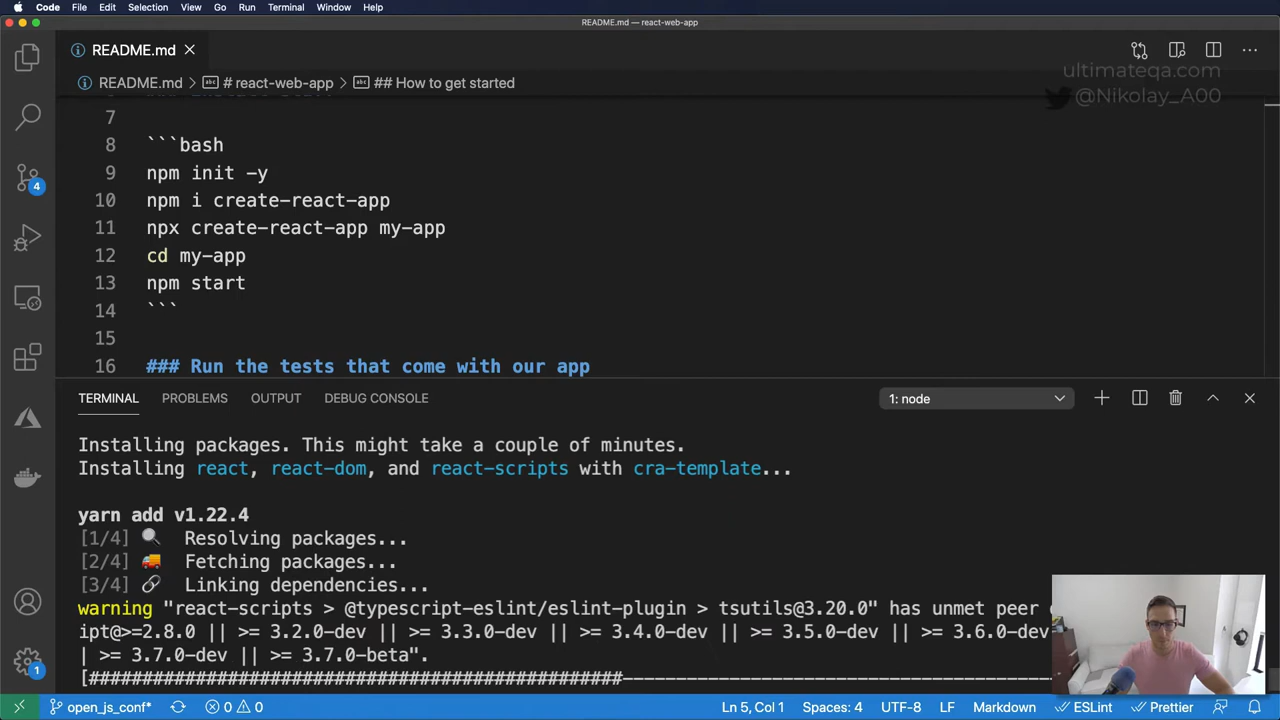 Code File Edit Selection View Go Run Terminal Window Help
README.md — react-web-app
README.md
README.md > # react-web-app > ## How to get started
ultimateqa.com
@Nikolay_A00
7
8 ```bash
9 npm init -y
10 npm i create-react-app
11 npx create-react-app my-app
12 cd my-app
13 npm start
14 ```
15
16 ### Run the tests that come with our app
4
1
TERMINAL PROBLEMS OUTPUT DEBUG CONSOLE 1: node
Installing packages. This might take a couple of minutes.
Installing react, react-dom, and react-scripts with cra-template...
yarn add v1.22.4
[1/4] 🔍 Resolving packages...
[2/4] 🚚 Fetching packages...
[3/4] 🔗 Linking dependencies...
warning "react-scripts > @typescript-eslint/eslint-plugin > tsutils@3.20.0" has unmet peer
ipt@>=2.8.0 || >= 3.2.0-dev || >= 3.3.0-dev || >= 3.4.0-dev || >= 3.5.0-dev || >= 3.6.0-dev
| >= 3.7.0-dev || >= 3.7.0-beta".
open_js_conf* 0 0 Ln 5, Col 1 Spaces: 4 UTF-8 LF Markdown ESLint Prettier